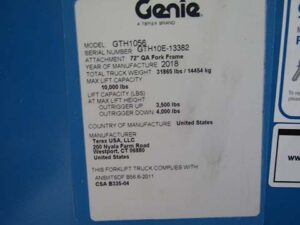 Genie
A TEREX BRAND
MODEL GTH1056
SERIAL NUMBER GTH10E-13382
ATTACHMENT 72" QA Fork Frame
YEAR OF MANUFACTURE 2018
TOTAL TRUCK WEIGHT 31865 lbs / 14454 kg
MAXIMUM CAPACITY
10,000 lbs
LIFT CAPACITY (LBS)
AT MAX LIFT HEIGHT
OUTRIGGER UP 3,500 lbs
OUTRIGGER DOWN 4,000 lbs
COUNTRY OF MANUFACTURE United States
MANUFACTURER
Terex USA, LLC
200 Nyala Farm Road
Westport, CT 06880
United States
THIS FORKLIFT TRUCK COMPLIES WITH
ANSI/ITSDF B56.6-2011
CSA B335-04